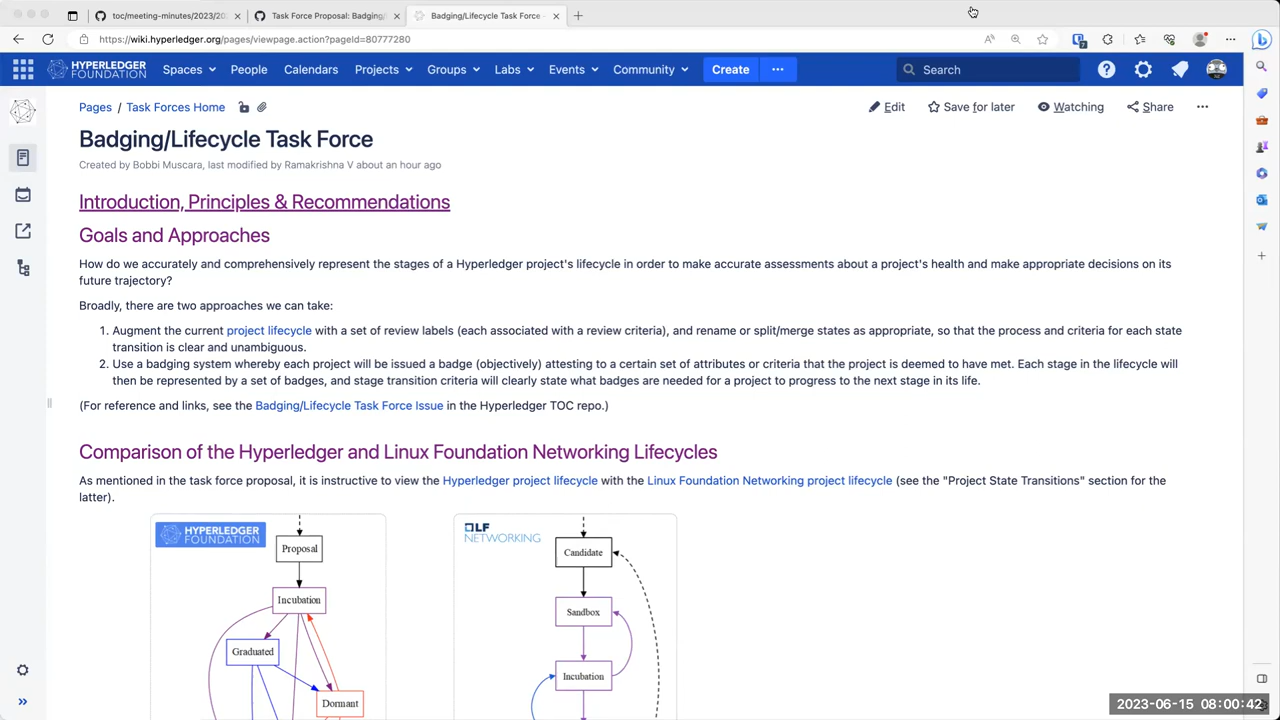 toc/meeting-minutes/2023/20
Task Force Proposal: Badging/
Badging/Lifecycle Task Force -
https://wiki.hyperledger.org/pages/viewpage.action?pageId=80777280
HYPERLEDGER FOUNDATION
Spaces
People
Calendars
Projects
Groups
Labs
Events
Community
Create
Search
Pages / Task Forces Home
Edit
Save for later
Watching
Share
Badging/Lifecycle Task Force
Created by Bobbi Muscara, last modified by Ramakrishna V about an hour ago
Introduction, Principles & Recommendations
Goals and Approaches
How do we accurately and comprehensively represent the stages of a Hyperledger project's lifecycle in order to make accurate assessments about a project's health and make appropriate decisions on its
future trajectory?
Broadly, there are two approaches we can take:
1. Augment the current project lifecycle with a set of review labels (each associated with a review criteria), and rename or split/merge states as appropriate, so that the process and criteria for each state
transition is clear and unambiguous.
2. Use a badging system whereby each project will be issued a badge (objectively) attesting to a certain set of attributes or criteria that the project is deemed to have met. Each stage in the lifecycle will
then be represented by a set of badges, and stage transition criteria will clearly state what badges are needed for a project to progress to the next stage in its life.
(For reference and links, see the Badging/Lifecycle Task Force Issue in the Hyperledger TOC repo.)
Comparison of the Hyperledger and Linux Foundation Networking Lifecycles
As mentioned in the task force proposal, it is instructive to view the Hyperledger project lifecycle with the Linux Foundation Networking project lifecycle (see the "Project State Transitions" section for the
latter).
HYPERLEDGER FOUNDATION
Proposal
Incubation
Graduated
Dormant
LF NETWORKING
Candidate
Sandbox
Incubation
2023-06-15 08:00:42